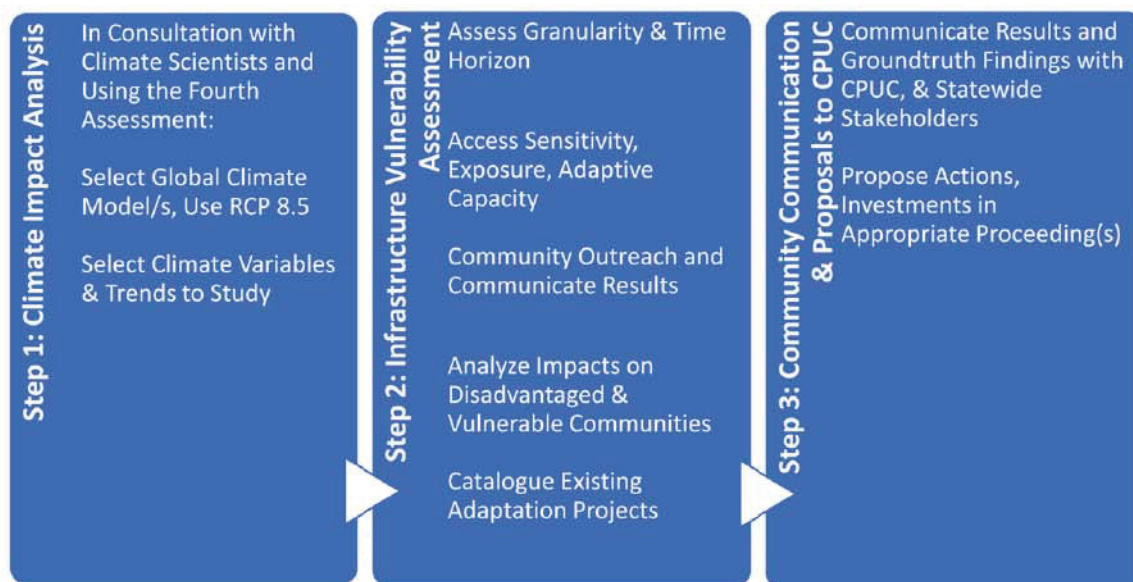 Step 1: Climate Impact Analysis
In Consultation with
Climate Scientists and
Using the Fourth
Assessment:
Select Global Climate
Model/s, Use RCP 8.5
Select Climate Variables
& Trends to Study
Step 2: Infrastructure Vulnerability
Assessment
Assess Granularity & Time
Horizon
Access Sensitivity,
Exposure, Adaptive
Capacity
Community Outreach and
Communicate Results
Analyze Impacts on
Disadvantaged &
Vulnerable Communities
Catalogue Existing
Adaptation Projects
Step 3: Community Communication
& Proposals to CPUC
Communicate Results and
Groundtruth Findings with
CPUC, & Statewide
Stakeholders
Propose Actions,
Investments in
Appropriate Proceeding(s)